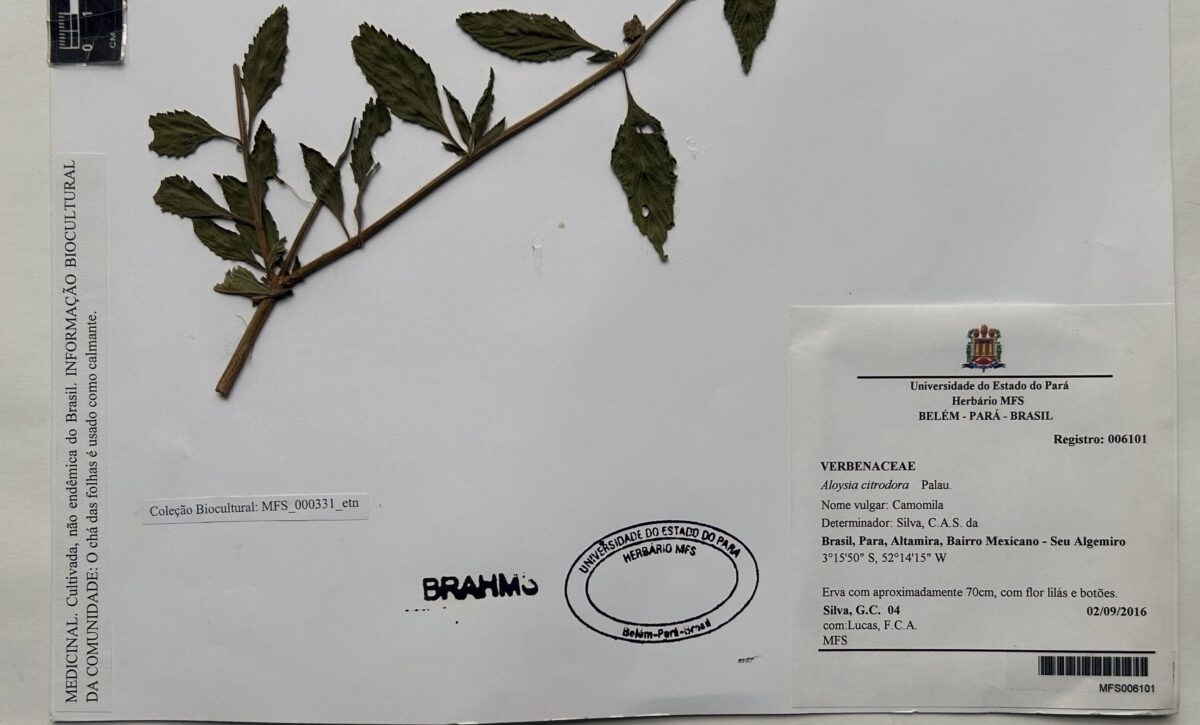 0 1
CM
MEDICINAL. Cultivada, não endêmica do Brasil. INFORMAÇÃO BIOCULTURAL
DA COMUNIDADE: O chá das folhas é usado como calmante.
Coleção Biocultural: MFS_000331_etn
BRAHMS
UNIVERSIDADE DO ESTADO DO PARA
HERBÁRIO MFS
Belém-Pará-Brasil
Universidade do Estado do Pará
Herbário MFS
BELÉM - PARÁ - BRASIL
Registro: 006101
VERBENACEAE
Aloysia citrodora Palau.
Nome vulgar: Camomila
Determinador: Silva, C.A.S. da
Brasil, Para, Altamira, Bairro Mexicano - Seu Algemiro
3°15'50" S, 52°14'15" W
Erva com aproximadamente 70cm, com flor lilás e botões.
Silva, G.C. 04 02/09/2016
com:Lucas, F.C.A.
MFS
MFS006101